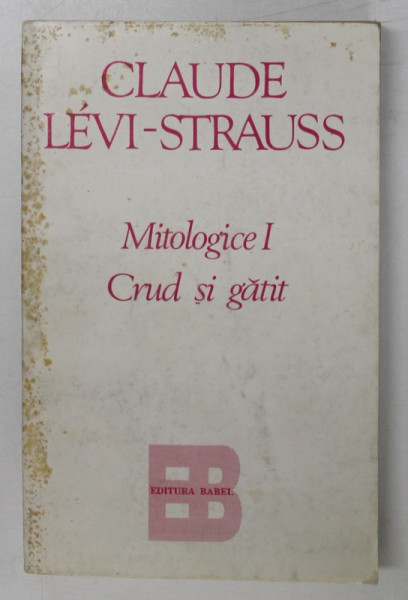 CLAUDE
LÉVI-STRAUSS
Mitologice I
Crud și gătit
EB
EDITURA BABEL